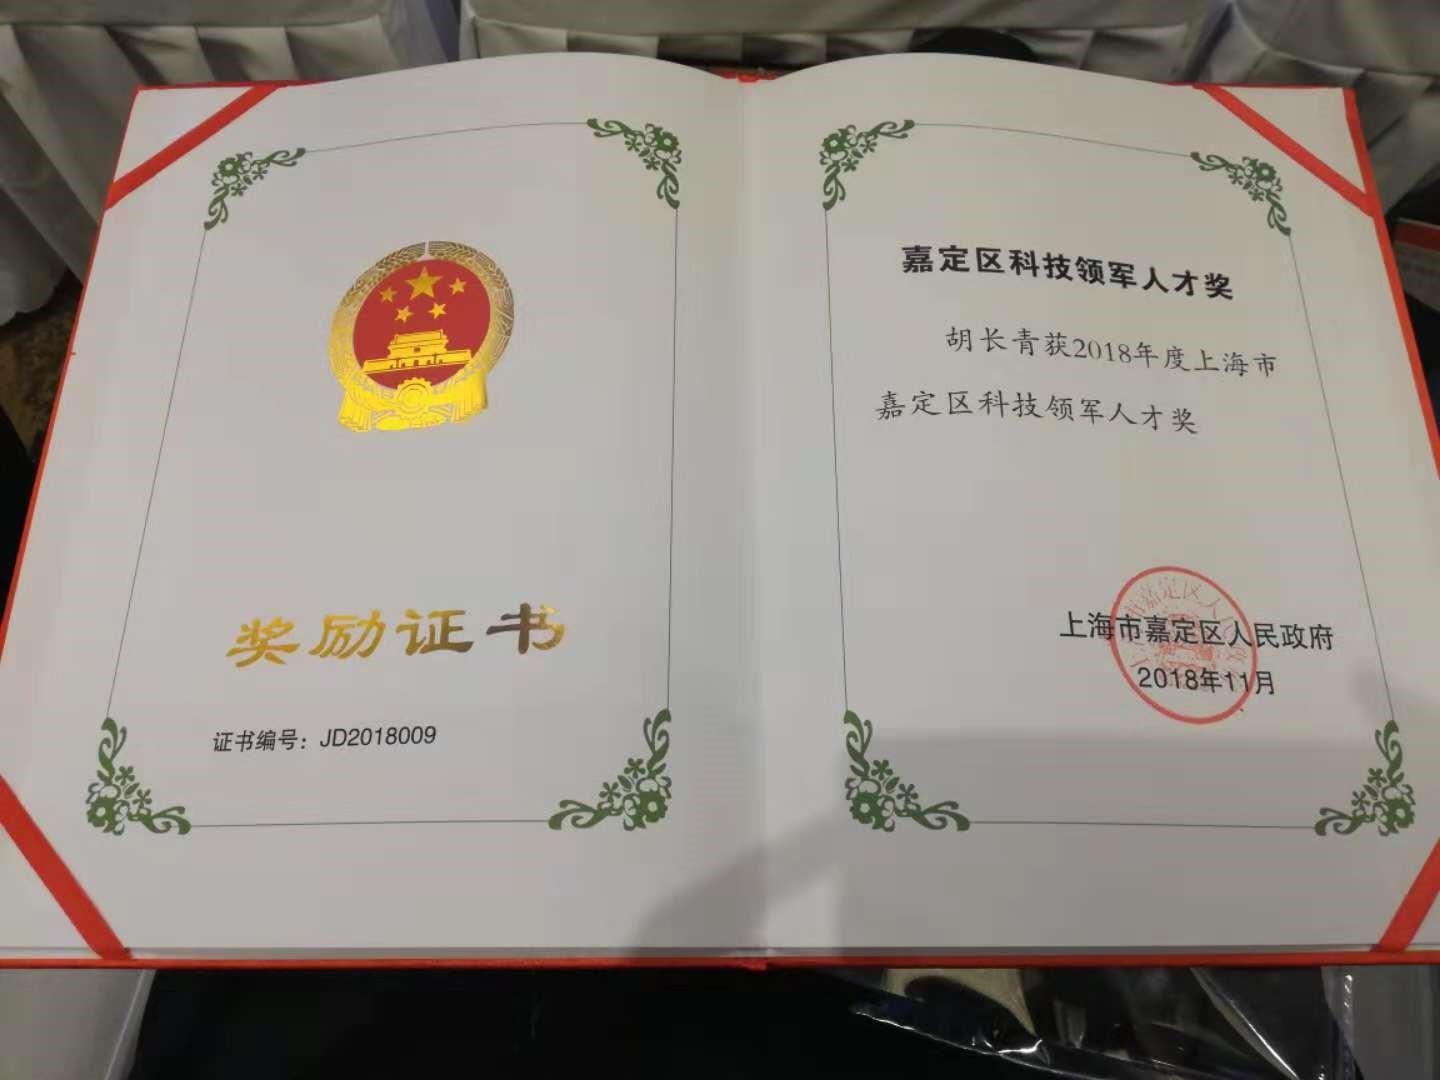 奖励证书
证书编号：JD2018009
嘉定区科技领军人才奖
胡长青获2018年度上海市
嘉定区科技领军人才奖
上海市嘉定区人民政府
2018年11月